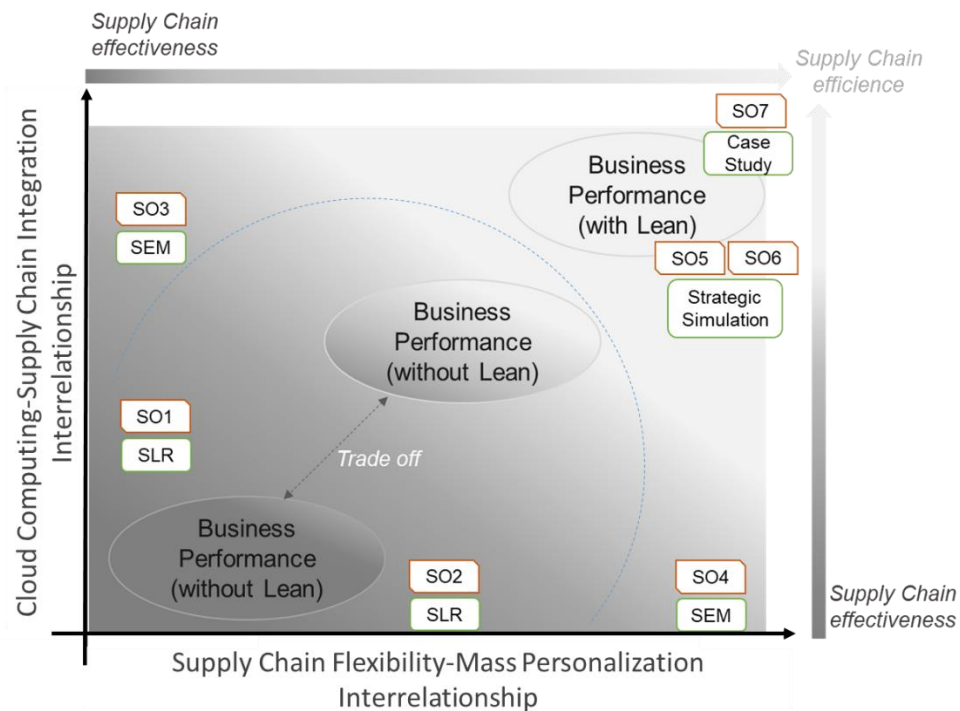 Supply Chain
effectiveness
Supply Chain
efficience
Cloud Computing-Supply Chain Integration
Interrelationship
SO7
Case
Study
Business
Performance
(with Lean)
SO3
SEM
SO5
SO6
Strategic
Simulation
Business
Performance
(without Lean)
SO1
SLR
Trade off
Business
Performance
(without Lean)
SO2
SLR
SO4
SEM
Supply Chain
effectiveness
Supply Chain Flexibility-Mass Personalization
Interrelationship